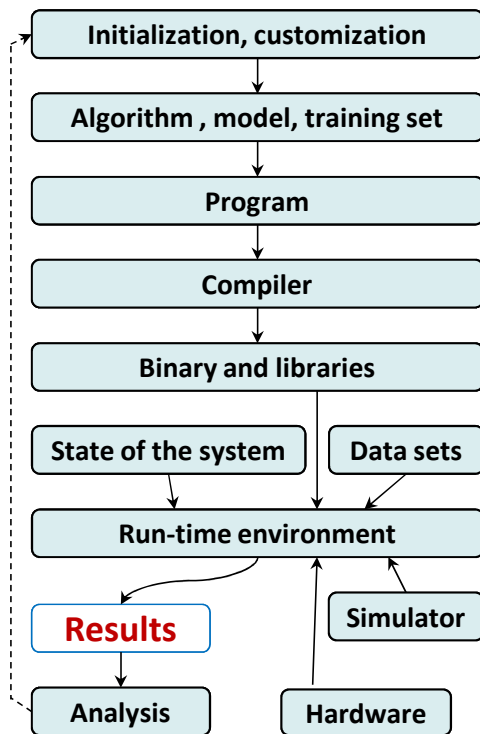 Initialization, customization
Algorithm , model, training set
Program
Compiler
Binary and libraries
State of the system
Data sets
Run-time environment
Results
Simulator
Analysis
Hardware